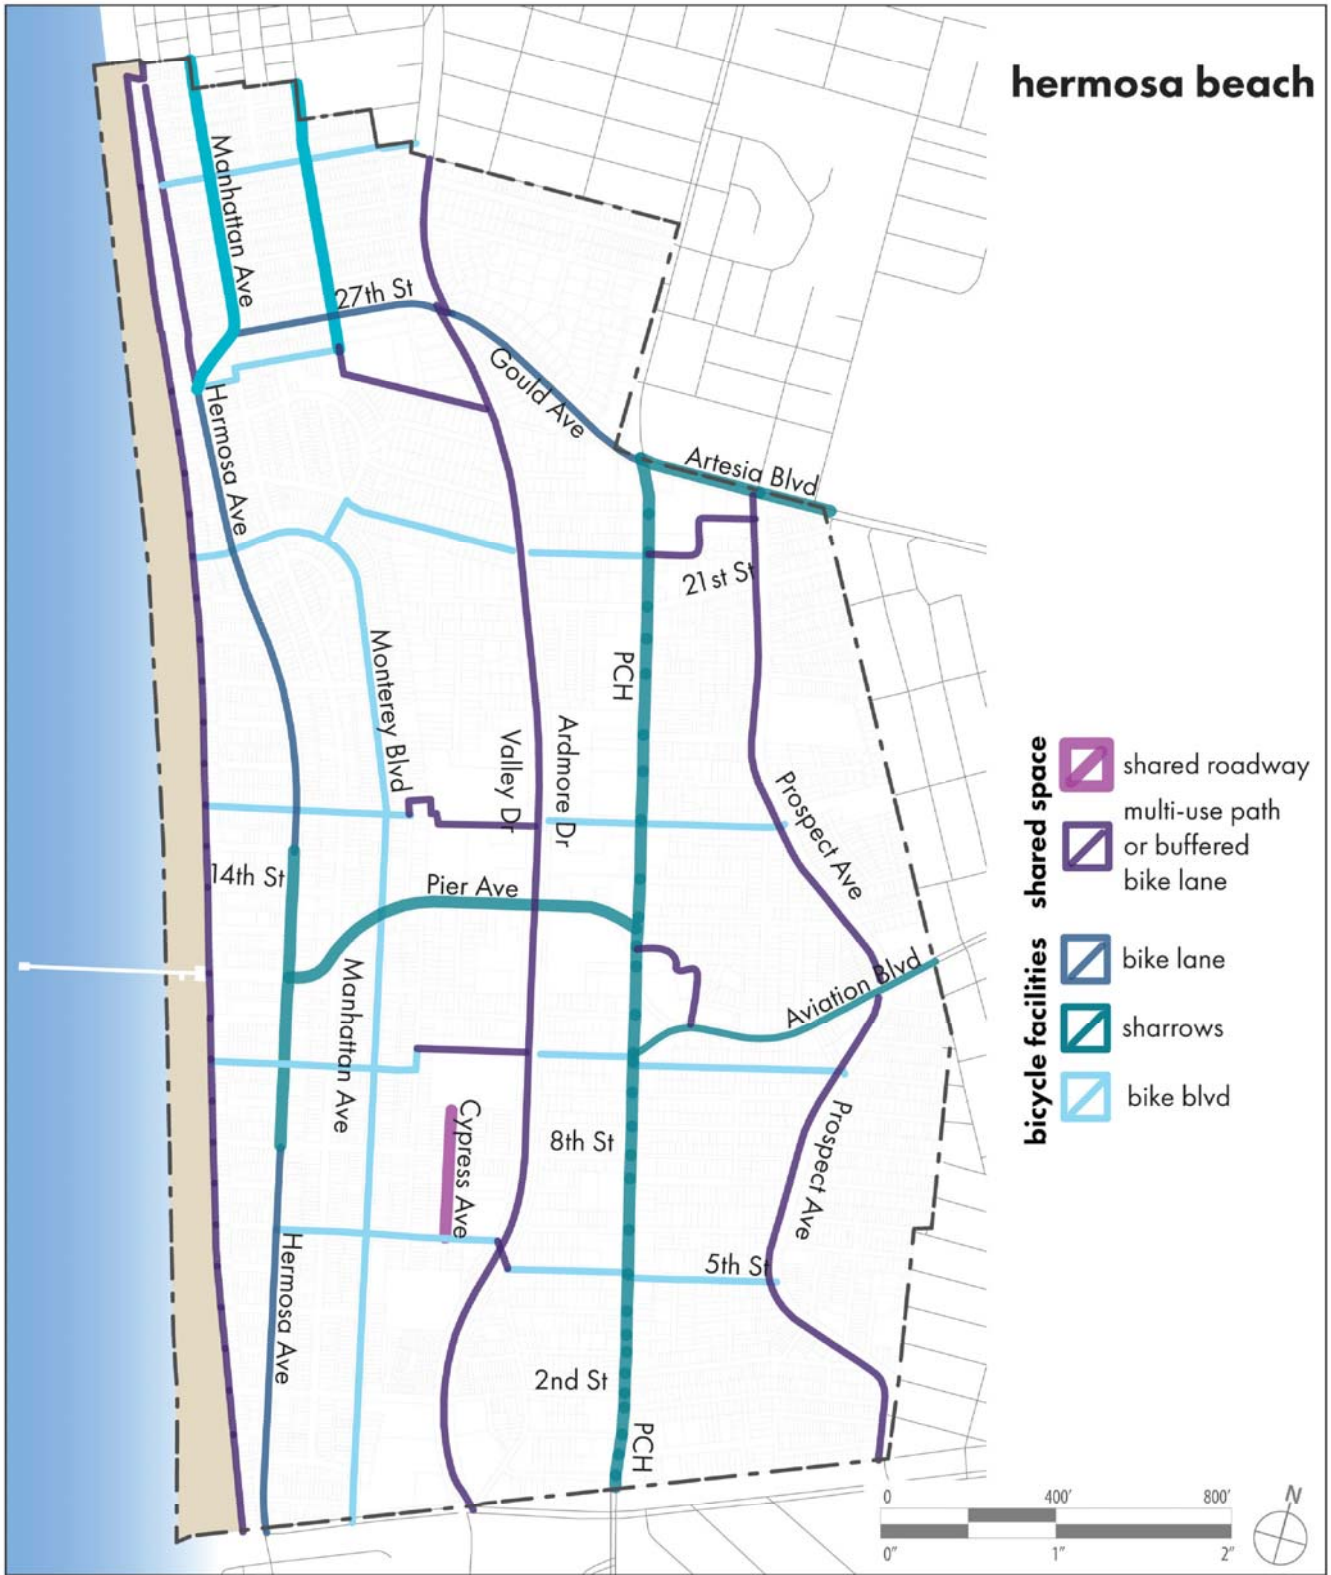 hermosa beach
Manhattan Ave
27th St
Gould Ave
Hermosa Ave
Artesia Blvd
21st St
Monterey Blvd
PCH
Valley Dr
Ardmore Dr
Prospect Ave
14th St
Pier Ave
Manhattan Ave
Aviation Blvd
Cypress Ave
8th St
Prospect Ave
Hermosa Ave
5th St
2nd St
PCH
shared space
shared roadway
multi-use path
or buffered
bike lane
bicycle facilities
bike lane
sharrows
bike blvd
0 400' 800'
0" 1" 2"
N